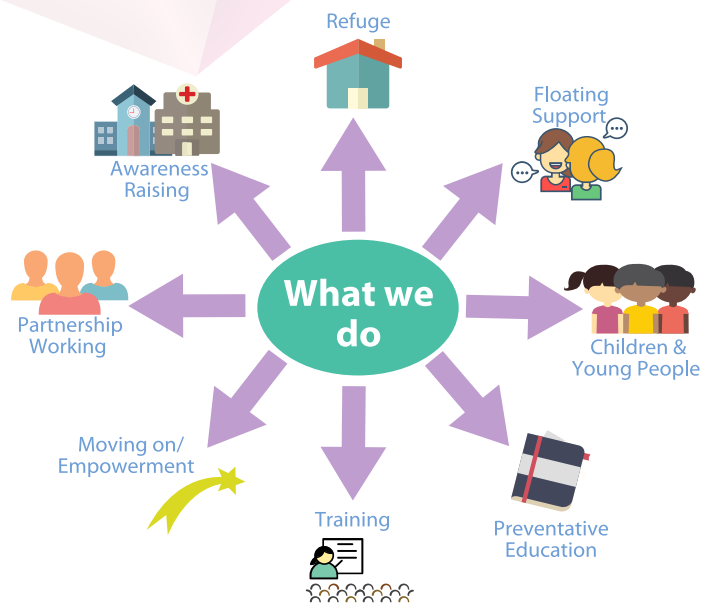 What we
do
Refuge
Floating
Support
Children &
Young People
Preventative
Education
Training
Moving on/
Empowerment
Partnership
Working
Awareness
Raising